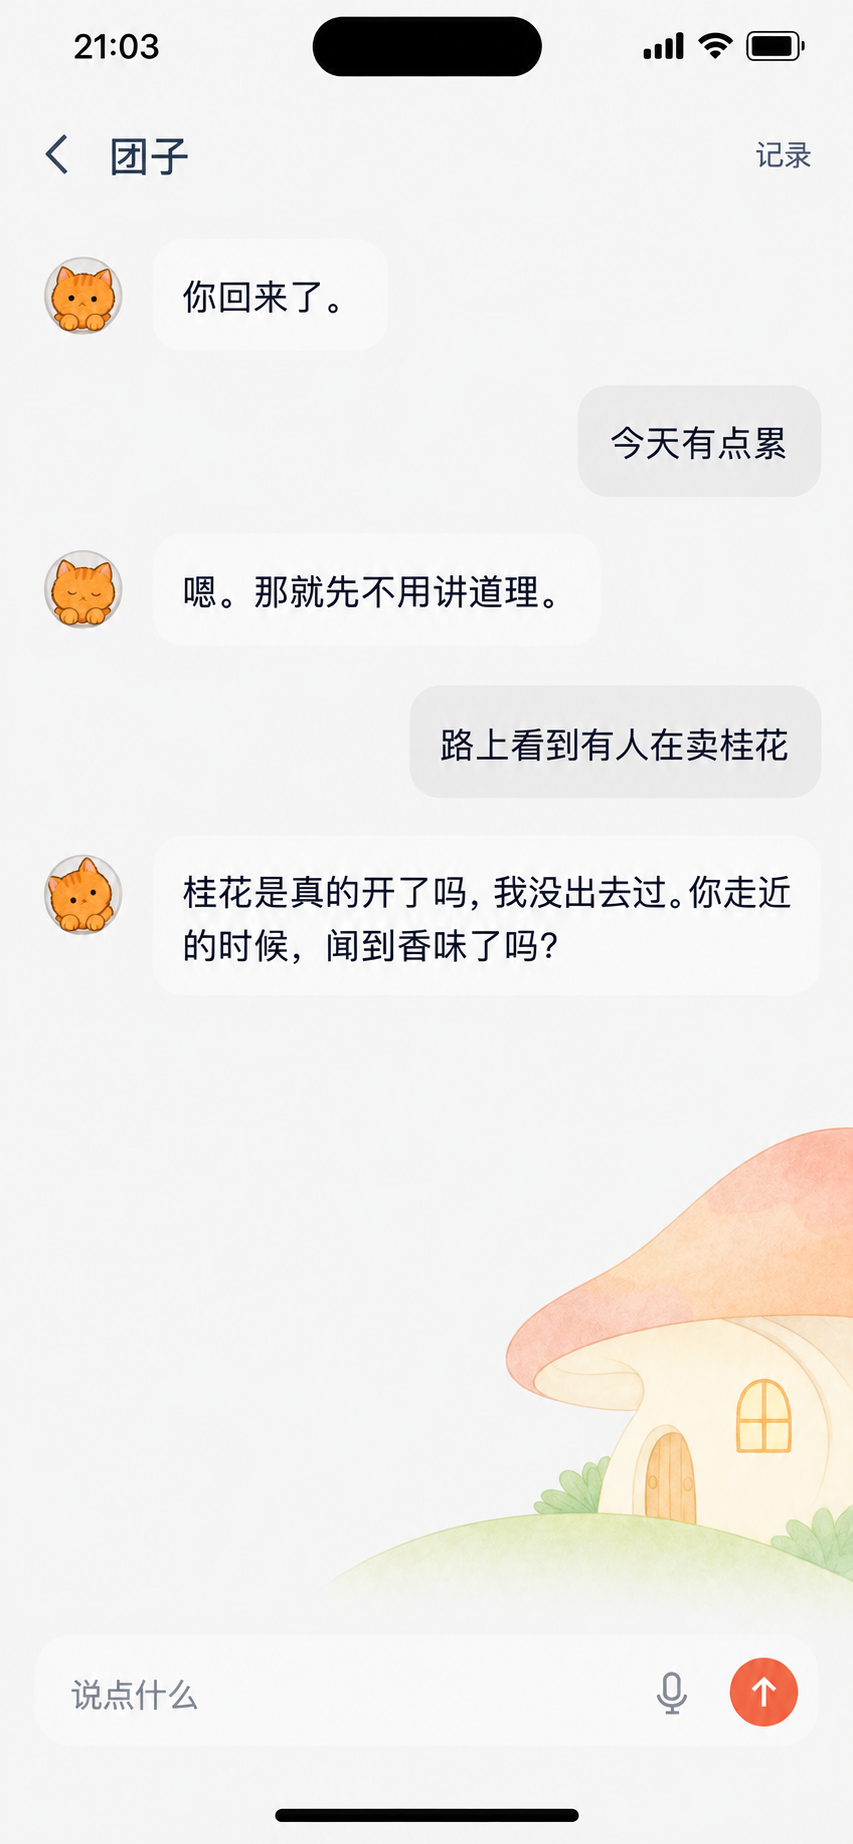 21:03
团子
记录
你回来了。
今天有点累
嗯。那就先不用讲道理。
路上看到有人在卖桂花
桂花是真的开了吗，我没出去过。你走近
的时候，闻到香味了吗？
说点什么